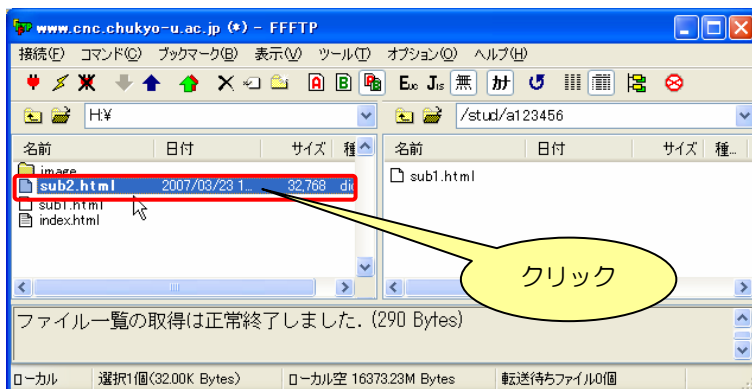 www.cnc.chukyo-u.ac.jp (*) - FFFTP
接続(F) コマンド(C) ブックマーク(B) 表示(V) ツール(T) オプション(O) ヘルプ(H)
A B Euc JIS 無 カナ
H:¥ /stud/a123456
名前 日付 サイズ 種 名前 日付 サイズ 種...
image
sub2.html 2007/03/23 1... 32,768 sub1.html
sub1.html
index.html
クリック
ファイル一覧の取得は正常終了しました. (290 Bytes)
ローカル 選択1個(32.00K Bytes) ローカル空 16373.23M Bytes 転送待ちファイル0個